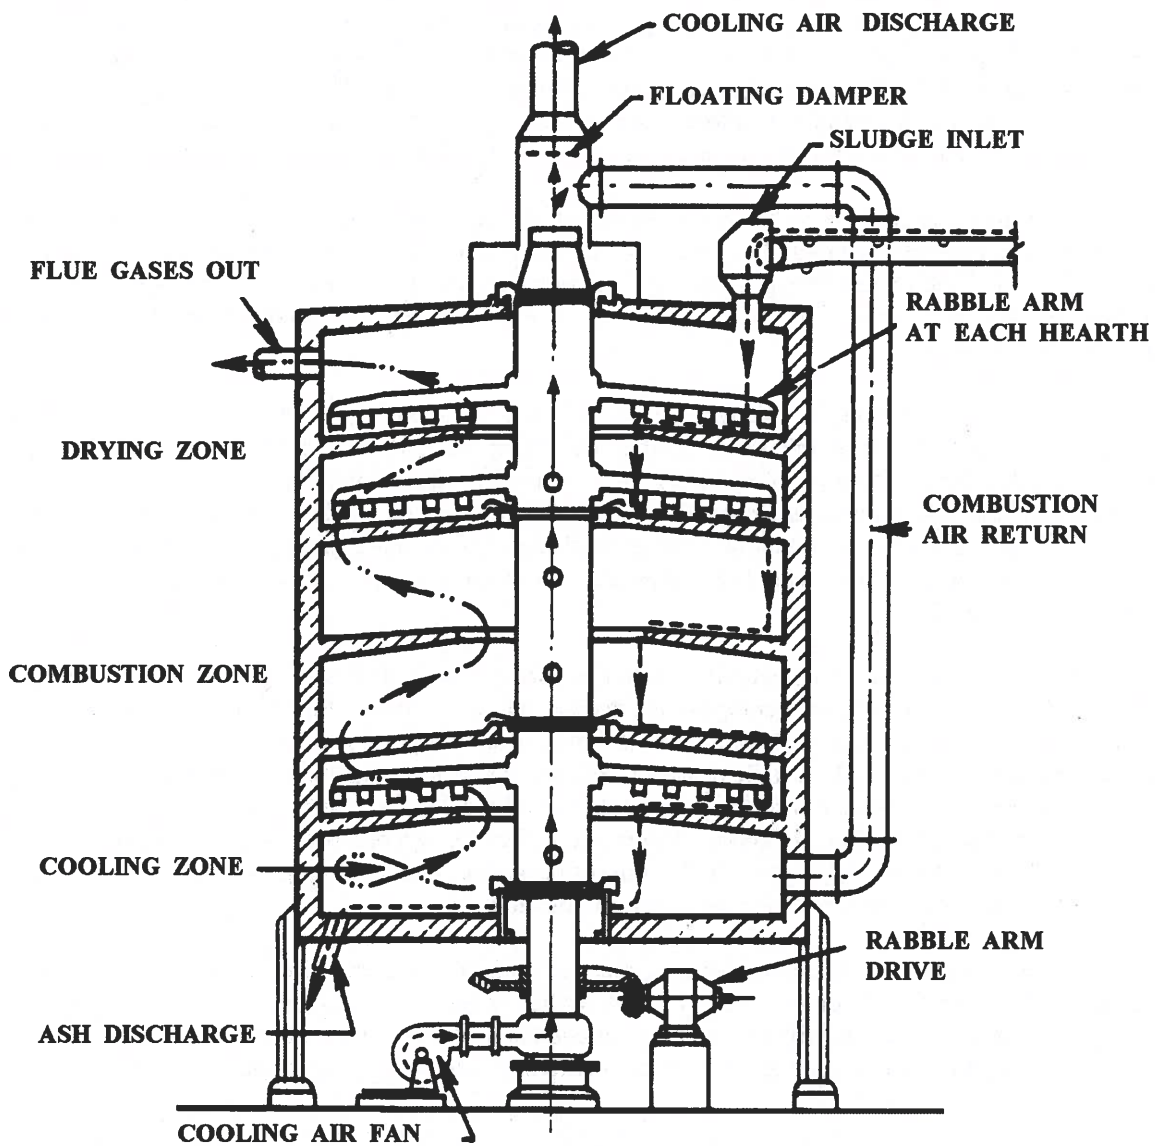 COOLING AIR DISCHARGE
FLOATING DAMPER
SLUDGE INLET
FLUE GASES OUT
RABBLE ARM
AT EACH HEARTH
DRYING ZONE
COMBUSTION
AIR RETURN
COMBUSTION ZONE
COOLING ZONE
RABBLE ARM
DRIVE
ASH DISCHARGE
COOLING AIR FAN